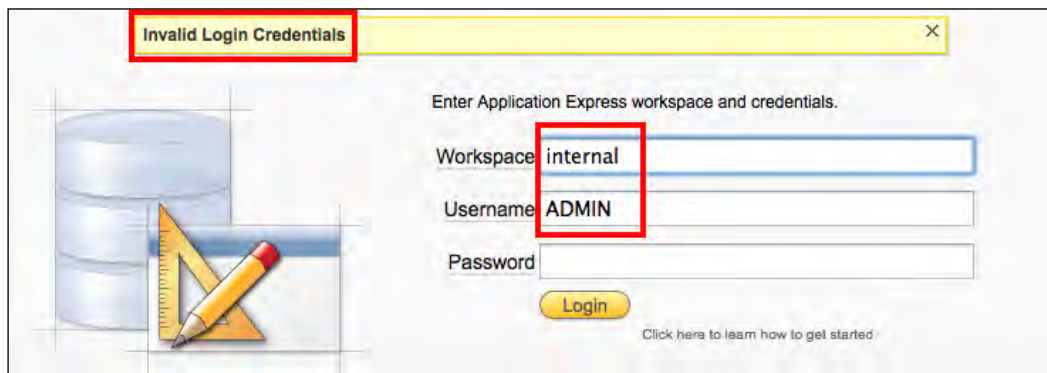 Invalid Login Credentials
Enter Application Express workspace and credentials.
Workspace internal
Username ADMIN
Password
Login
Click here to learn how to get started